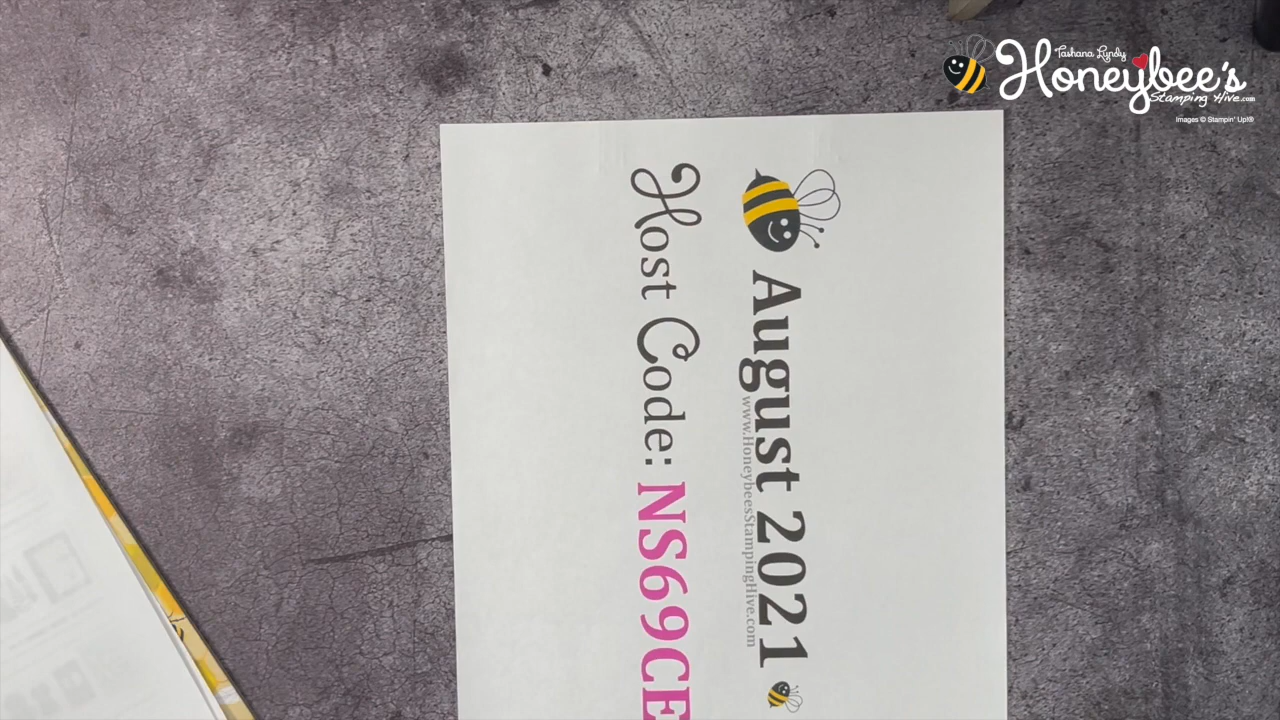 Tashana Lyndy
Honeybee's
Stamping Hive.com
Images © Stampin' Up!®
August 2021
www.HoneybeesStampingHive.com
Host Code: NS69CE